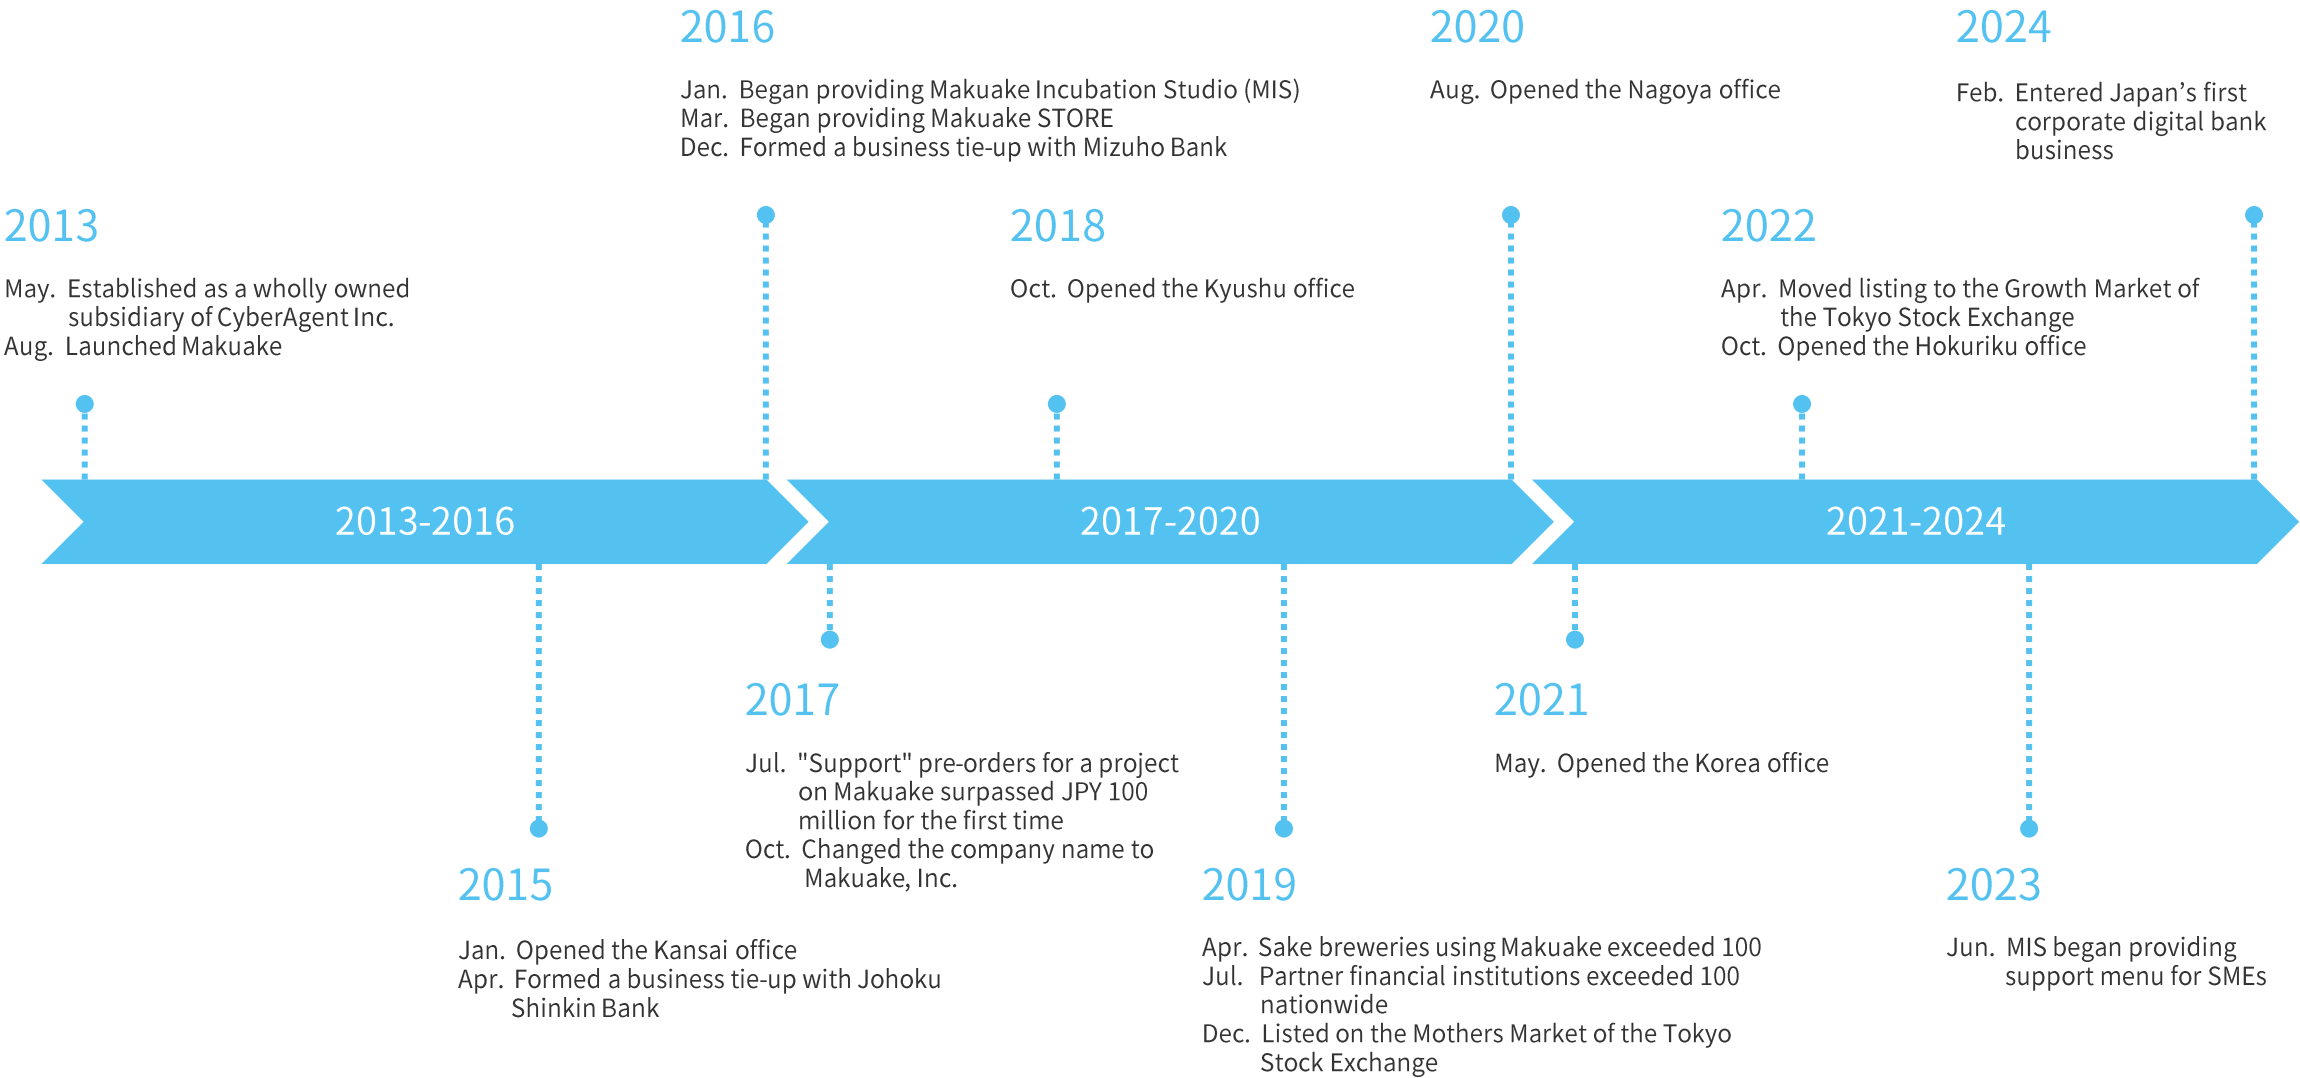 2013
May. Established as a wholly owned
subsidiary of CyberAgent Inc.
Aug. Launched Makuake
2016
Jan. Began providing Makuake Incubation Studio (MIS)
Mar. Began providing Makuake STORE
Dec. Formed a business tie-up with Mizuho Bank
2018
Oct. Opened the Kyushu office
2020
Aug. Opened the Nagoya office
2022
Apr. Moved listing to the Growth Market of
the Tokyo Stock Exchange
Oct. Opened the Hokuriku office
2024
Feb. Entered Japan’s first
corporate digital bank
business
2013-2016
2017-2020
2021-2024
2015
Jan. Opened the Kansai office
Apr. Formed a business tie-up with Johoku
Shinkin Bank
2017
Jul. "Support" pre-orders for a project
on Makuake surpassed JPY 100
million for the first time
Oct. Changed the company name to
Makuake, Inc.
2019
Apr. Sake breweries using Makuake exceeded 100
Jul. Partner financial institutions exceeded 100
nationwide
Dec. Listed on the Mothers Market of the Tokyo
Stock Exchange
2021
May. Opened the Korea office
2023
Jun. MIS began providing
support menu for SMEs